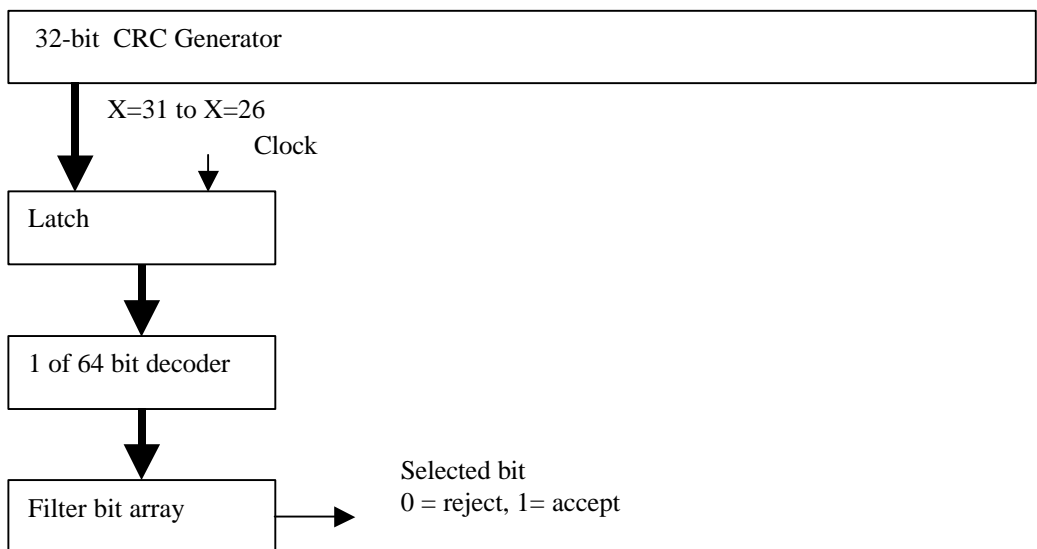 32-bit CRC Generator
X=31 to X=26
Clock
Latch
1 of 64 bit decoder
Filter bit array
Selected bit
0 = reject, 1= accept